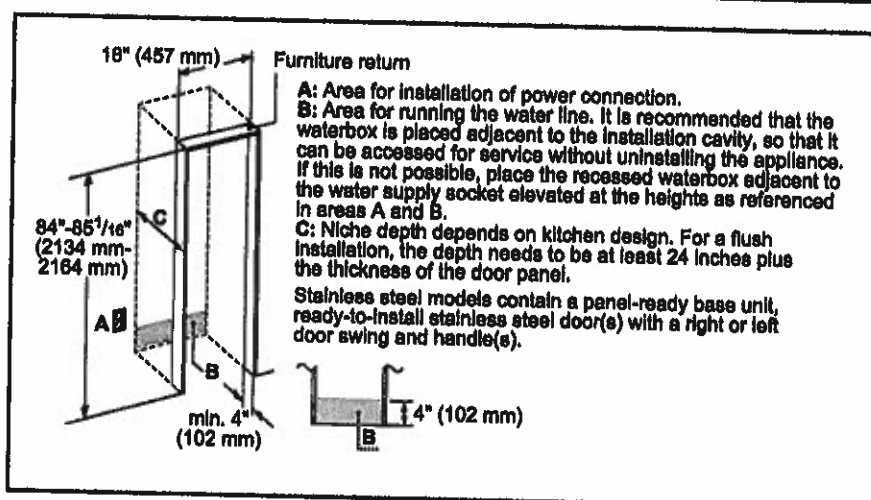 18" (457 mm)
Furniture return
A: Area for installation of power connection.
B: Area for running the water line. It is recommended that the
waterbox is placed adjacent to the installation cavity, so that it
can be accessed for service without uninstalling the appliance.
If this is not possible, place the recessed waterbox adjacent to
the water supply socket elevated at the heights as referenced
in areas A and B.
C: Niche depth depends on kitchen design. For a flush
installation, the depth needs to be at least 24 inches plus
the thickness of the door panel.
Stainless steel models contain a panel-ready base unit,
ready-to-install stainless steel door(s) with a right or left
door swing and handle(s).
84"-85¹/16"
(2134 mm-
2164 mm)
C
A
B
min. 4"
(102 mm)
4" (102 mm)
B